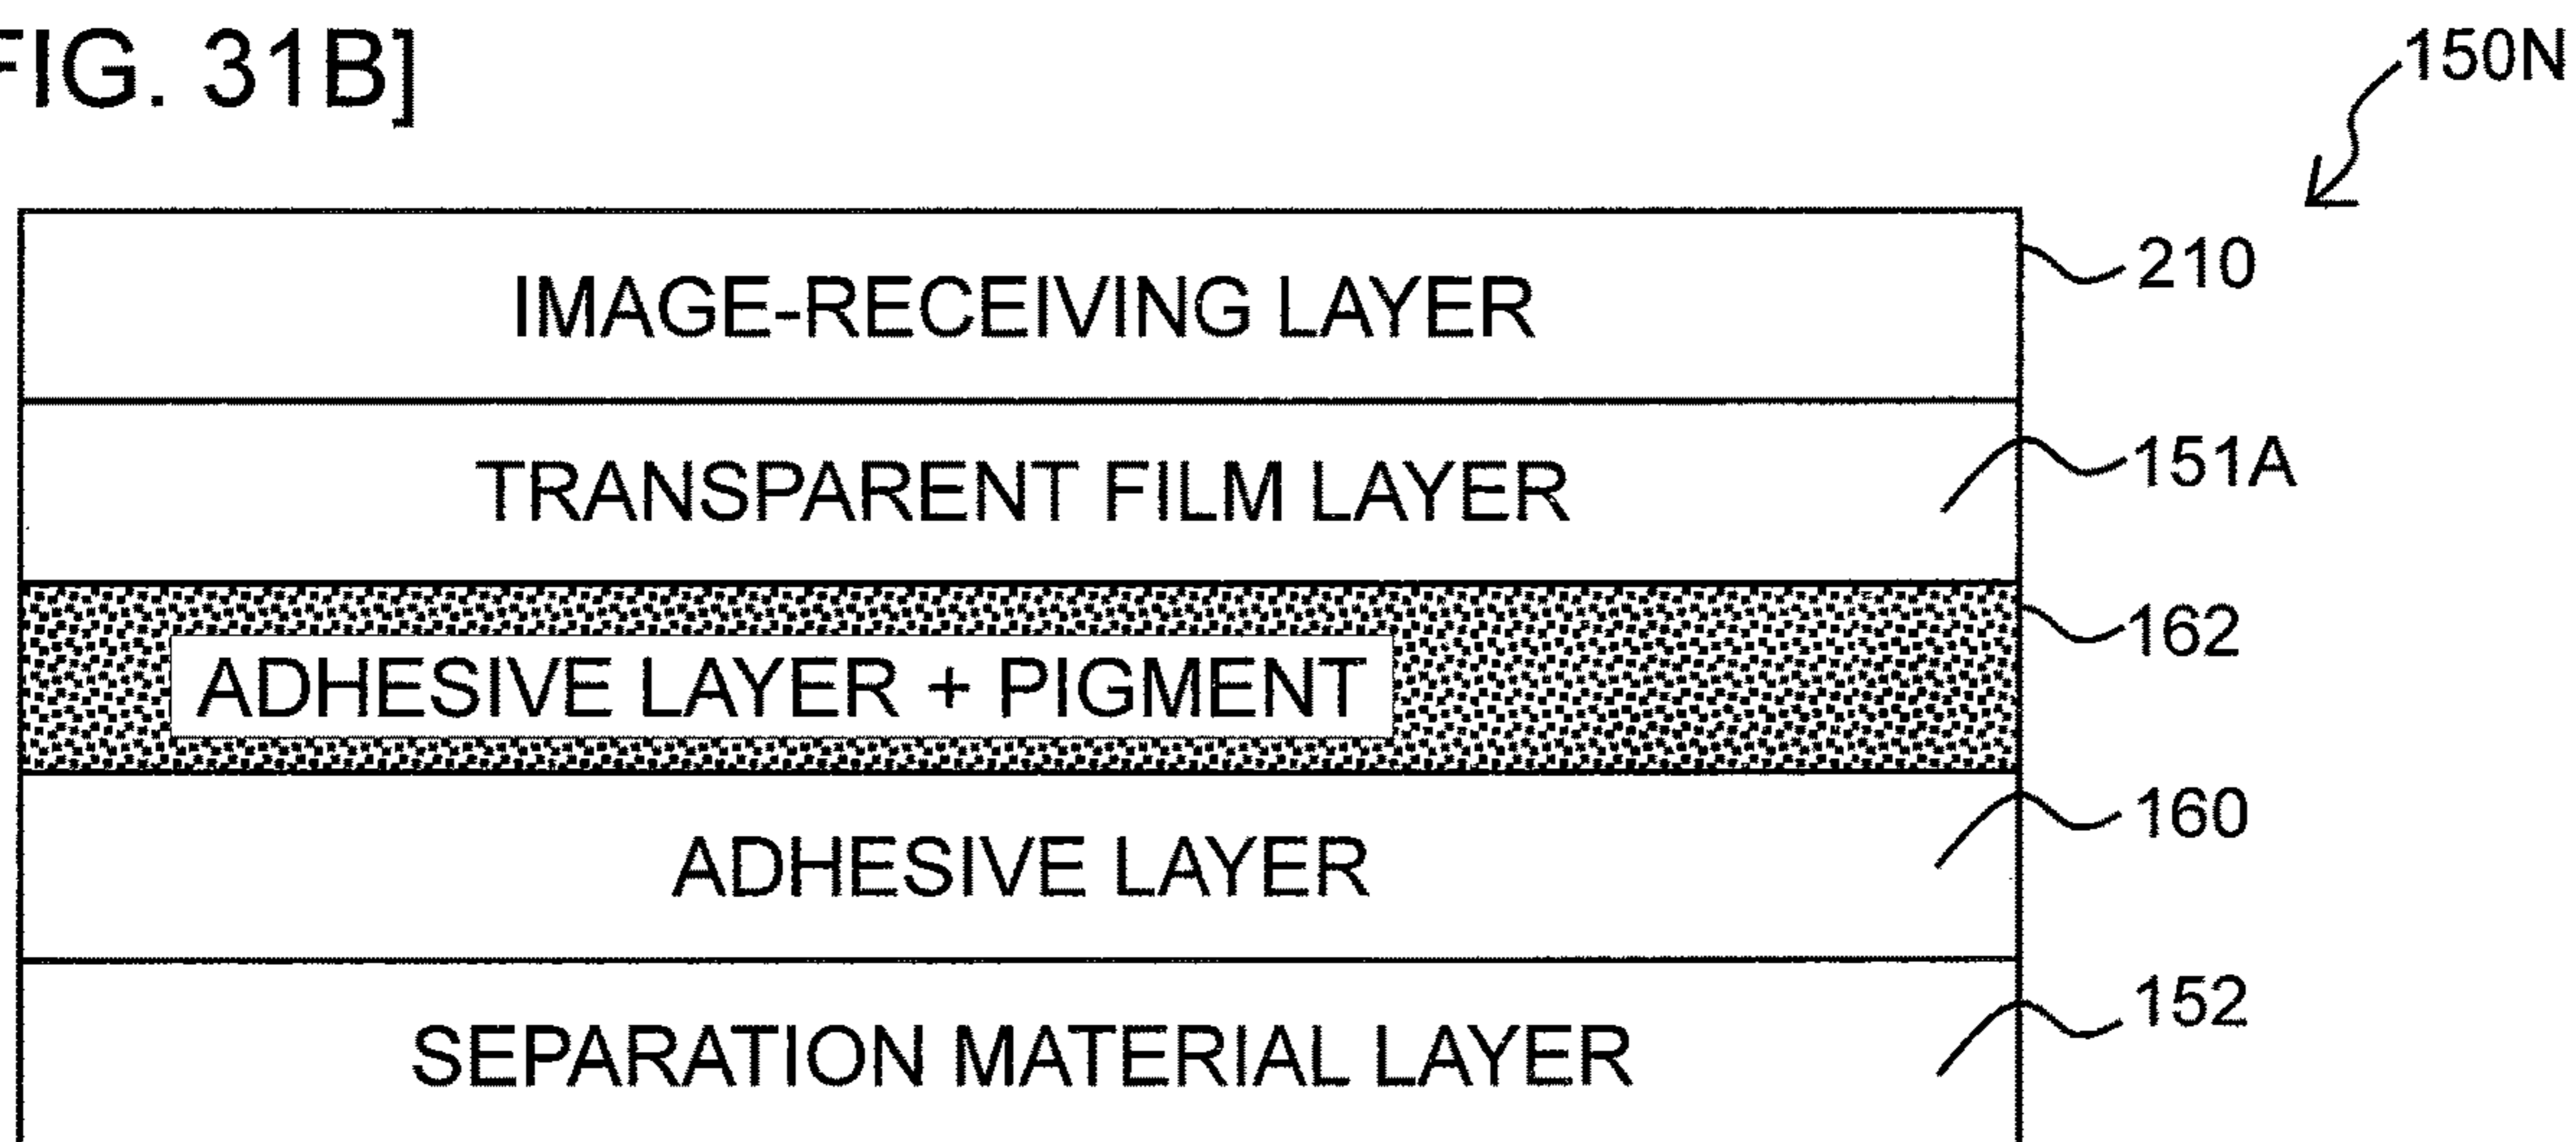 FIG. 31B]
150N
210
IMAGE-RECEIVING LAYER
151A
TRANSPARENT FILM LAYER
162
ADHESIVE LAYER + PIGMENT
160
ADHESIVE LAYER
152
SEPARATION MATERIAL LAYER